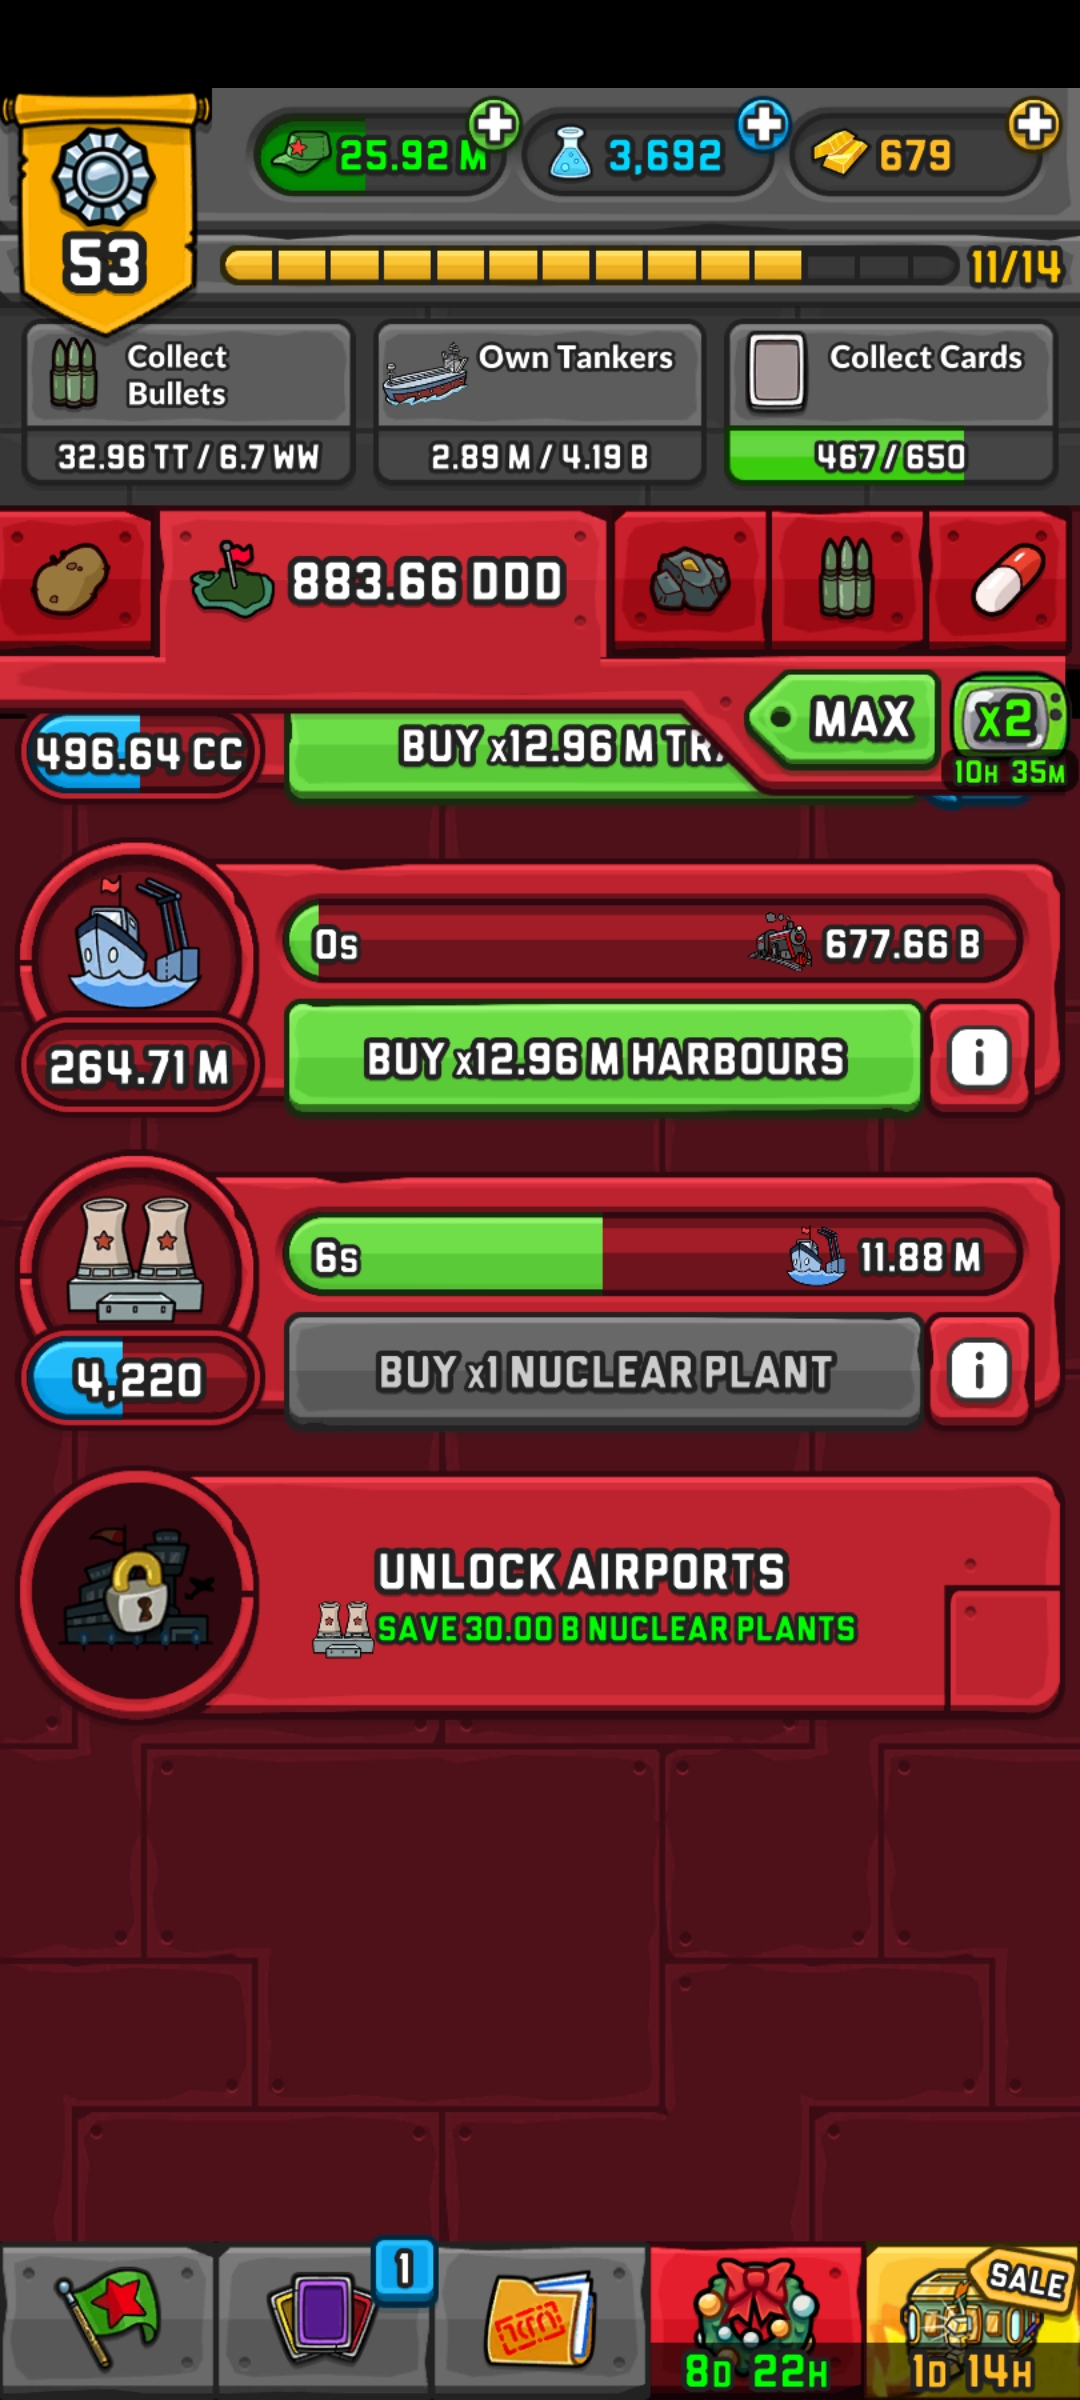 25.92 M
3,692
679
53
11/14
Collect
Bullets
32.96 TT / 6.7 WW
Own Tankers
2.89 M / 4.19 B
Collect Cards
467 / 650
883.66 DDD
MAX
x2
10H 35M
496.64 CC
BUY x12.96 M TRA
0s
677.66 B
264.71 M
BUY x12.96 M HARBOURS
i
6s
11.88 M
4,220
BUY x1 NUCLEAR PLANT
i
UNLOCK AIRPORTS
SAVE 30.00 B NUCLEAR PLANTS
1
SALE
8D 22H
1D 14H